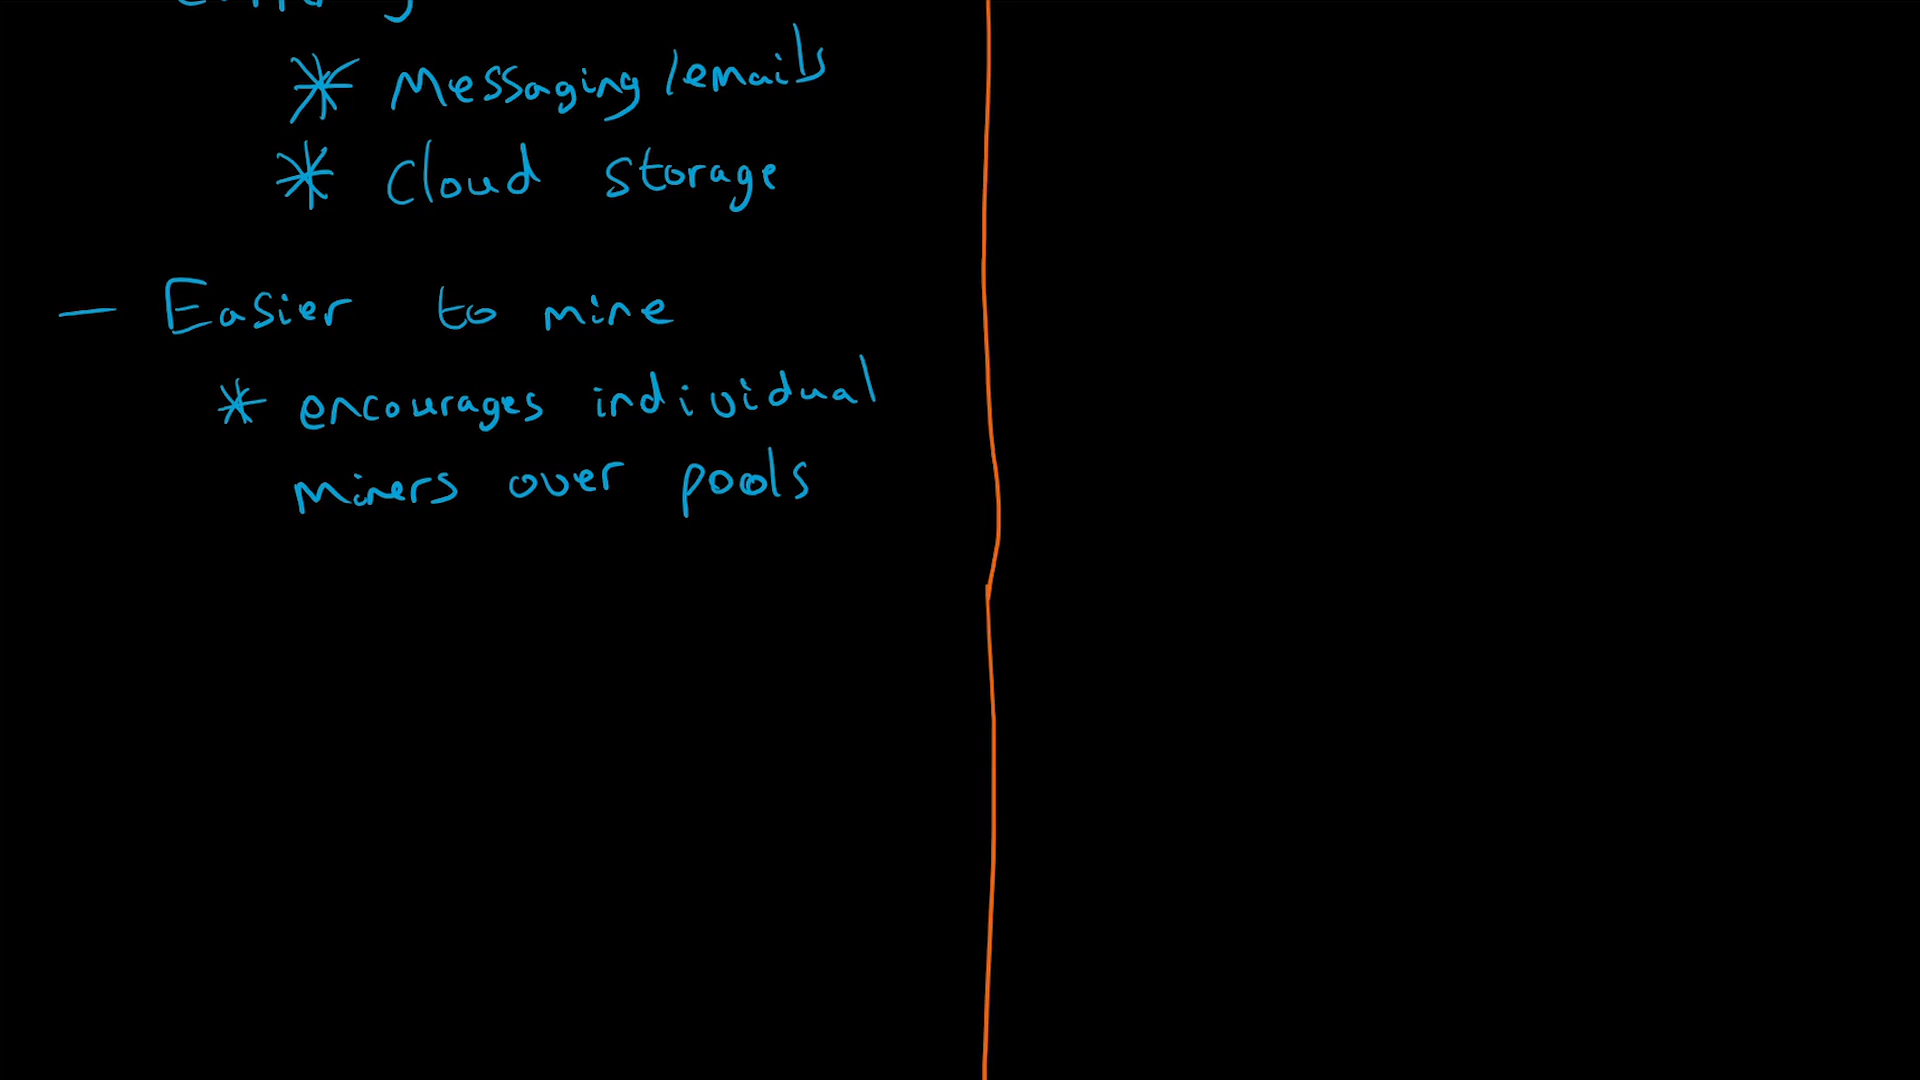 * Messaging/emails
* Cloud storage
— Easier to mine
* encourages individual
miners over pools